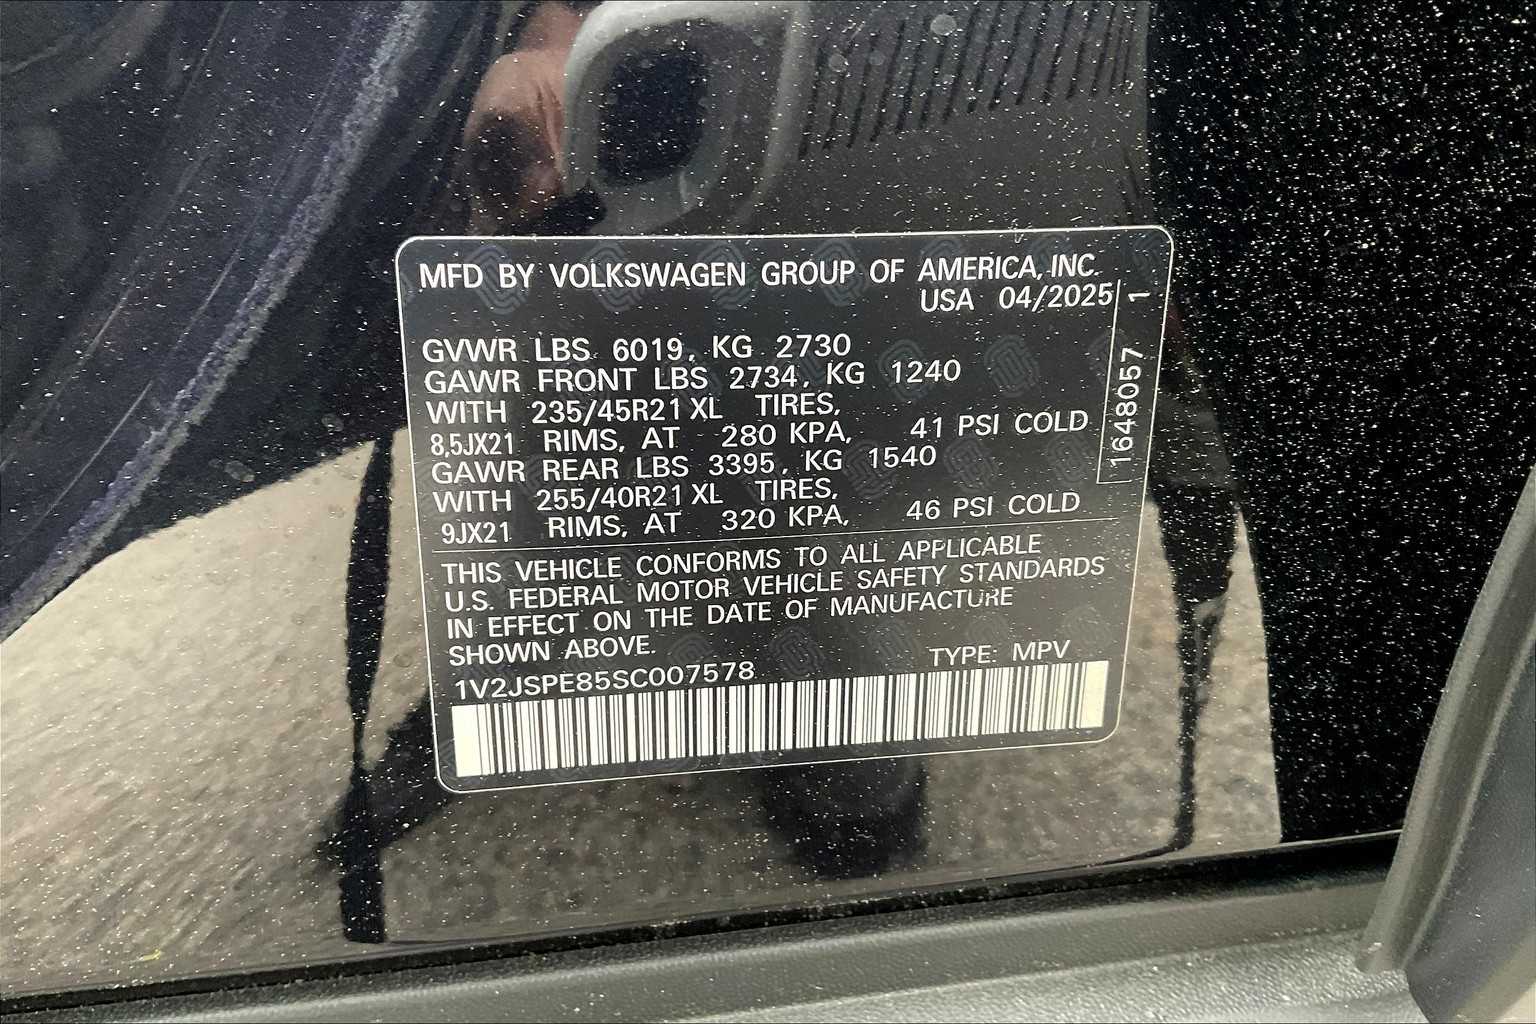 MFD BY VOLKSWAGEN GROUP OF AMERICA, INC.
USA 04/2025
GVWR LBS 6019, KG 2730
GAWR FRONT LBS 2734, KG 1240
WITH 235/45R21 XL TIRES,
8,5JX21 RIMS, AT 280 KPA, 41 PSI COLD
GAWR REAR LBS 3395, KG 1540
WITH 255/40R21 XL TIRES,
9JX21 RIMS, AT 320 KPA, 46 PSI COLD
THIS VEHICLE CONFORMS TO ALL APPLICABLE
U.S. FEDERAL MOTOR VEHICLE SAFETY STANDARDS
IN EFFECT ON THE DATE OF MANUFACTURE
SHOWN ABOVE.
TYPE: MPV
1V2JSPE85SC007578
1648057 1